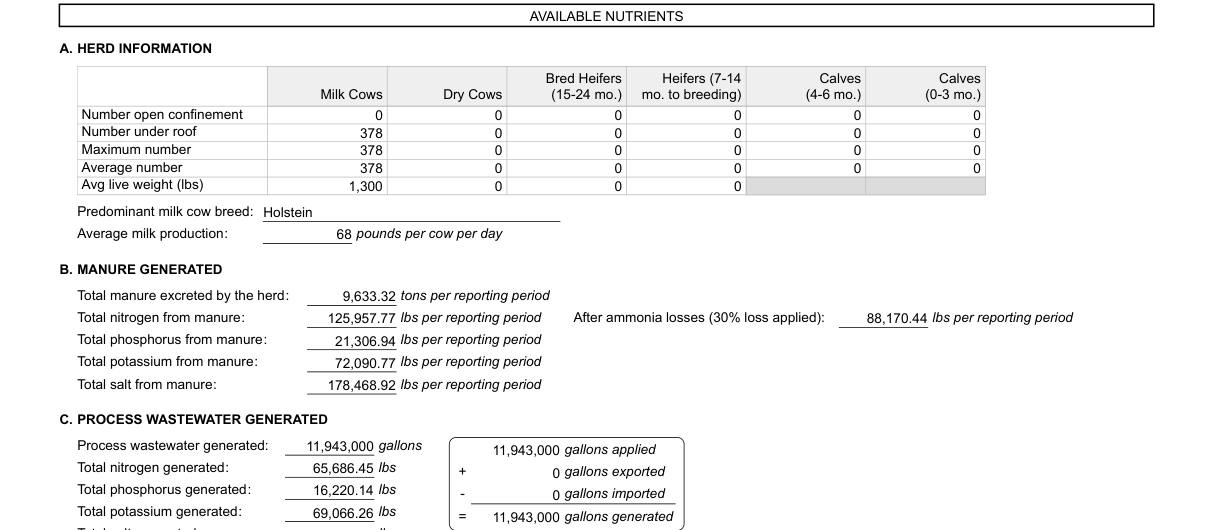 AVAILABLE NUTRIENTS
A. HERD INFORMATION
Milk Cows Dry Cows Bred Heifers (15-24 mo.) Heifers (7-14 mo. to breeding) Calves (4-6 mo.) Calves (0-3 mo.)
Number open confinement 0 0 0 0 0 0
Number under roof 378 0 0 0 0 0
Maximum number 378 0 0 0 0 0
Average number 378 0 0 0 0 0
Avg live weight (lbs) 1,300 0 0 0
Predominant milk cow breed: Holstein
Average milk production: 68 pounds per cow per day
B. MANURE GENERATED
Total manure excreted by the herd: 9,633.32 tons per reporting period
Total nitrogen from manure: 125,957.77 lbs per reporting period After ammonia losses (30% loss applied): 88,170.44 lbs per reporting period
Total phosphorus from manure: 21,306.94 lbs per reporting period
Total potassium from manure: 72,090.77 lbs per reporting period
Total salt from manure: 178,468.92 lbs per reporting period
C. PROCESS WASTEWATER GENERATED
Process wastewater generated: 11,943,000 gallons
Total nitrogen generated: 65,686.45 lbs
Total phosphorus generated: 16,220.14 lbs
Total potassium generated: 69,066.26 lbs
11,943,000 gallons applied
+ 0 gallons exported
- 0 gallons imported
= 11,943,000 gallons generated